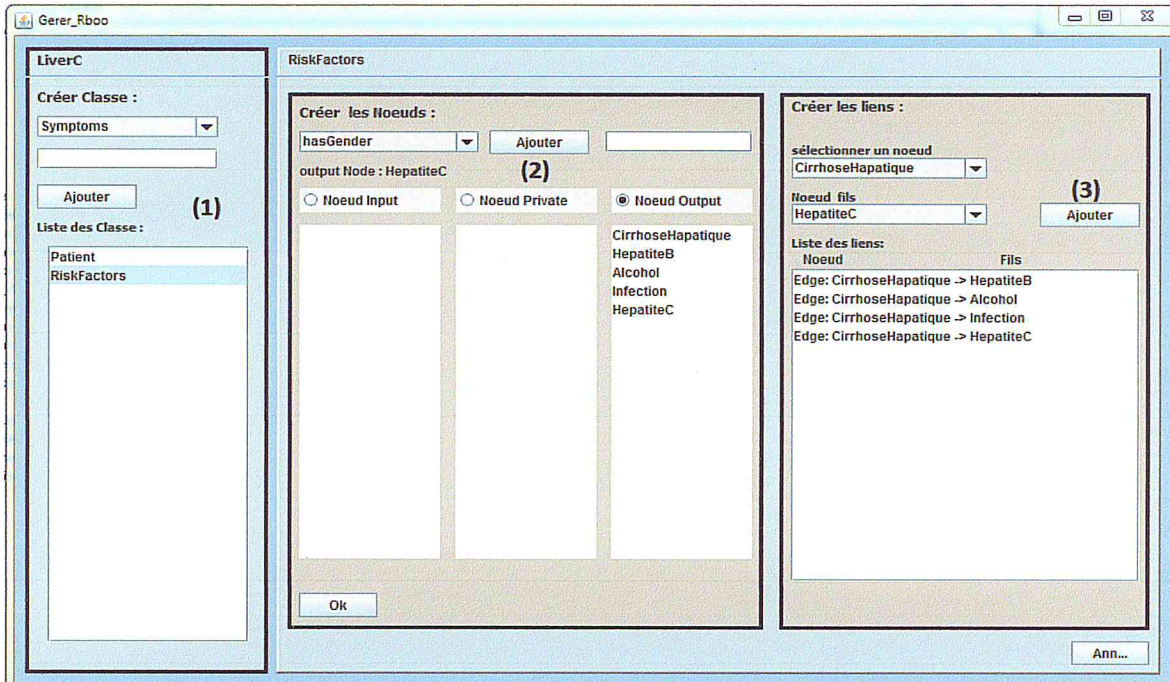 Gerer_Rboo
LiverC
Créer Classe :
Symptoms
Ajouter
(1)
Liste des Classe :
Patient
RiskFactors
RiskFactors
Créer les Noeuds :
hasGender
Ajouter
output Node : HepatiteC
(2)
Noeud Input
Noeud Private
Noeud Output
CirrhoseHapatique
HepatiteB
Alcohol
Infection
HepatiteC
Ok
Créer les liens :
sélectionner un noeud
CirrhoseHapatique
Noeud fils
(3)
HepatiteC
Ajouter
Liste des liens:
Noeud Fils
Edge: CirrhoseHapatique -> HepatiteB
Edge: CirrhoseHapatique -> Alcohol
Edge: CirrhoseHapatique -> Infection
Edge: CirrhoseHapatique -> HepatiteC
Ann...